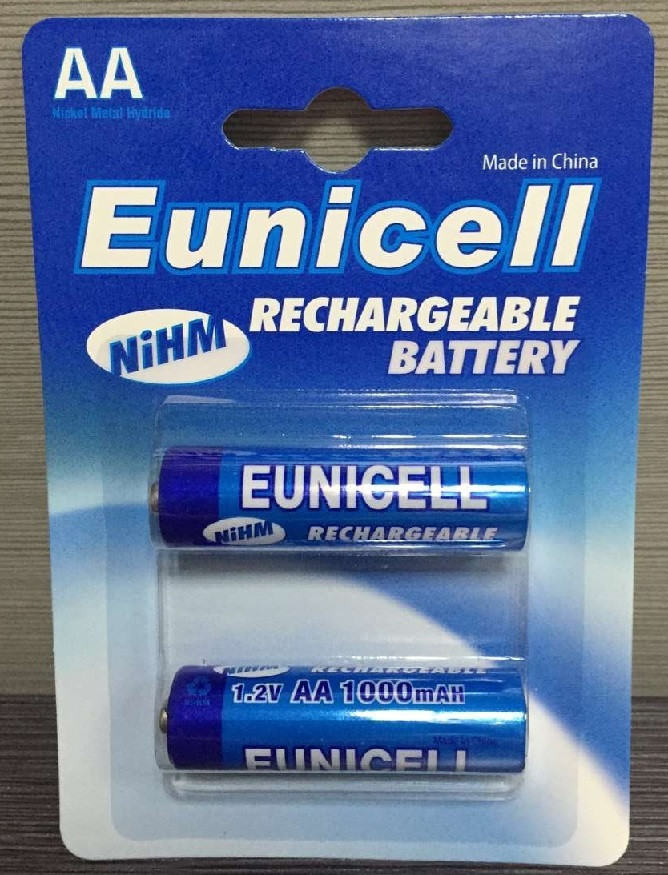 AA
Nickel Metal Hydride
Made in China
Eunicell
NiHM
RECHARGEABLE
BATTERY
EUNICELL
NiHM RECHARGEABLE
NiHM RECHARGEABLE
1.2V AA 1000mAH
Made in China
EUNICELL